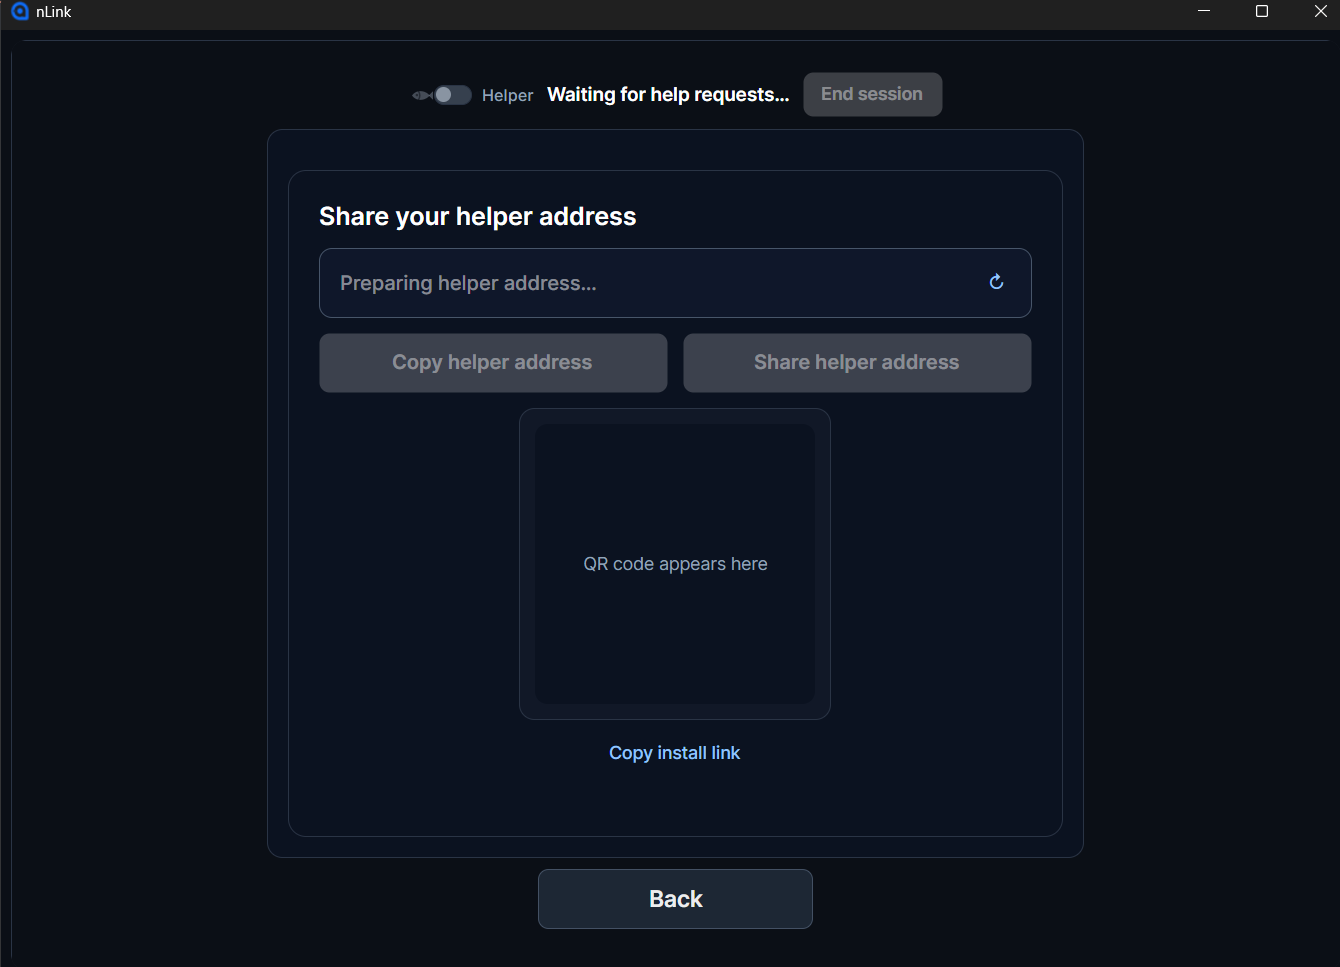 nLink
Helper Waiting for help requests... End session
Share your helper address
Preparing helper address...
Copy helper address Share helper address
QR code appears here
Copy install link
Back